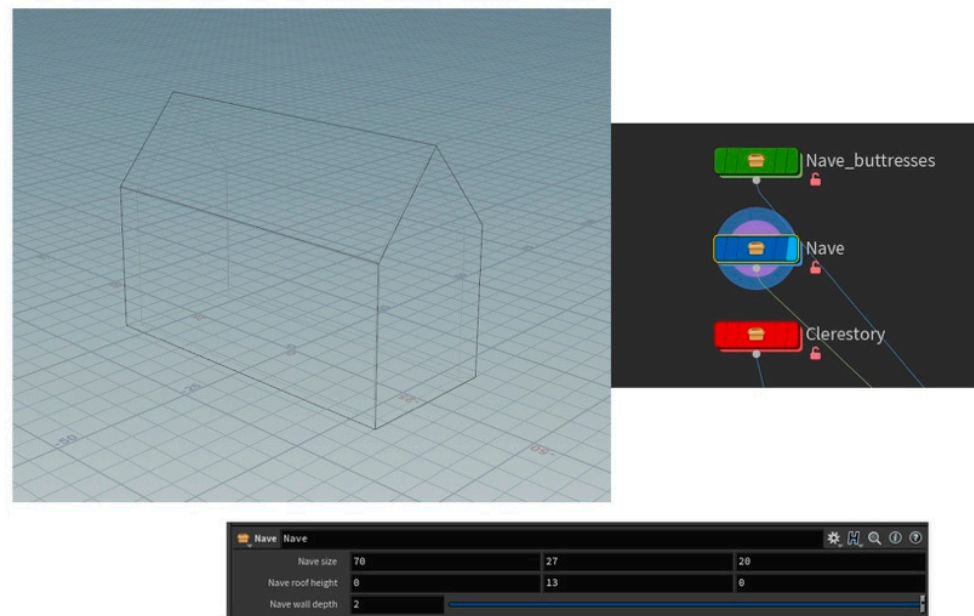 Nave_buttresses
Nave
Clerestory
Nave Nave
Nave size 70 27 20
Nave roof height 0 13 0
Nave wall depth 2